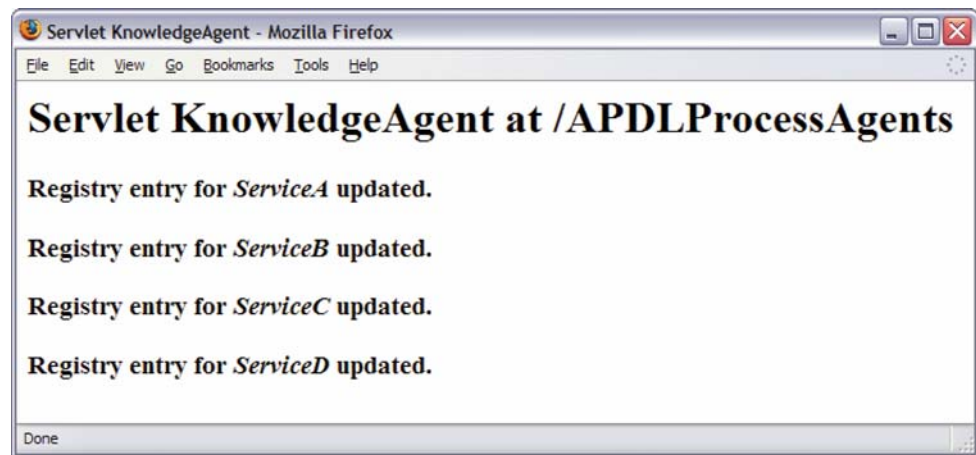 Servlet KnowledgeAgent - Mozilla Firefox
File Edit View Go Bookmarks Tools Help
Servlet KnowledgeAgent at /APDLProcessAgents
Registry entry for ServiceA updated.
Registry entry for ServiceB updated.
Registry entry for ServiceC updated.
Registry entry for ServiceD updated.
Done